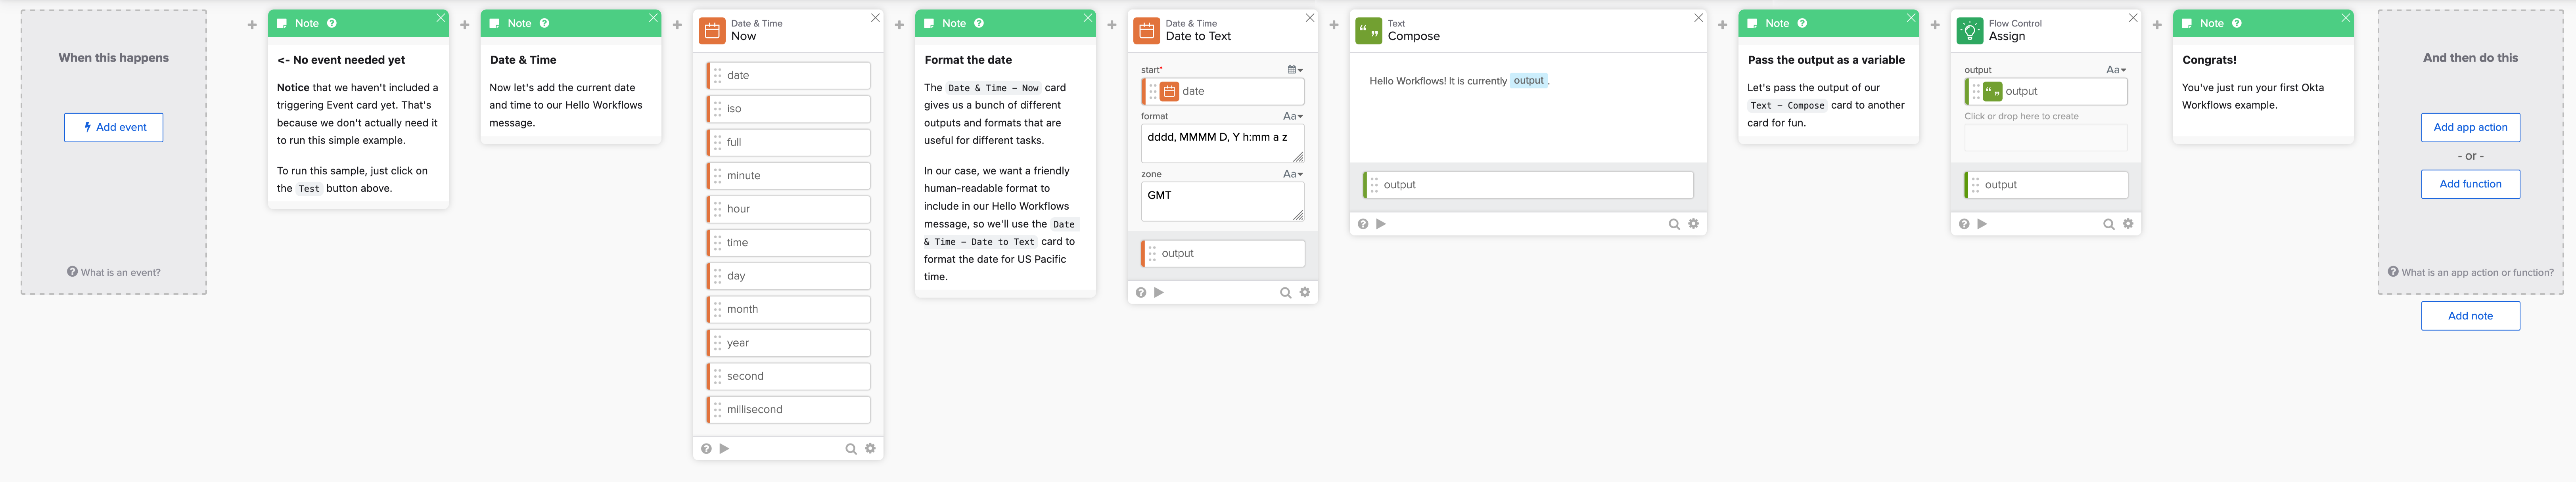 When this happens
Add event
What is an event?
Note
<- No event needed yet
Notice that we haven't included a
triggering Event card yet. That's
because we don't actually need it
to run this simple example.
To run this sample, just click on
the Test button above.
Note
Date & Time
Now let's add the current date
and time to our Hello Workflows
message.
Date & Time
Now
date
iso
full
minute
hour
time
day
month
year
second
millisecond
Note
Format the date
The Date & Time - Now card
gives us a bunch of different
outputs and formats that are
useful for different tasks.
In our case, we want a friendly
human-readable format to
include in our Hello Workflows
message, so we'll use the Date
& Time - Date to Text card to
format the date for US Pacific
time.
Date & Time
Date to Text
start*
date
format Aa
dddd, MMMM D, Y h:mm a z
zone Aa
GMT
output
Text
Compose
Hello Workflows! It is currently output.
output
Note
Pass the output as a variable
Let's pass the output of our
Text - Compose card to another
card for fun.
Flow Control
Assign
output Aa
output
Click or drop here to create
output
Note
Congrats!
You've just run your first Okta
Workflows example.
And then do this
Add app action
- or -
Add function
What is an app action or function?
Add note